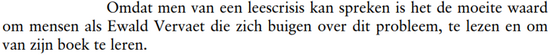 Omdat men van een leescrisis kan spreken is het de moeite waard
om mensen als Ewald Vervaet die zich buigen over dit probleem, te lezen en om
van zijn boek te leren.